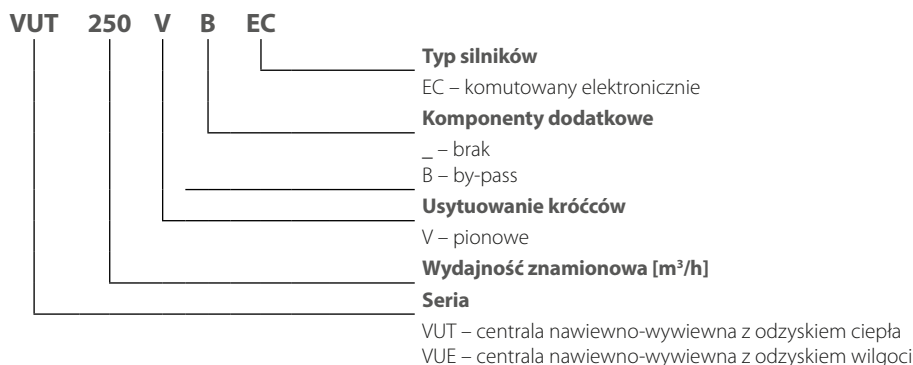 VUT 250 V B EC
Typ silników
EC – komutowany elektronicznie
Komponenty dodatkowe
_ – brak
B – by-pass
Usytuowanie króćców
V – pionowe
Wydajność znamionowa [m³/h]
Seria
VUT – centrala nawiewno-wywiewna z odzyskiem ciepła
VUE – centrala nawiewno-wywiewna z odzyskiem wilgoci